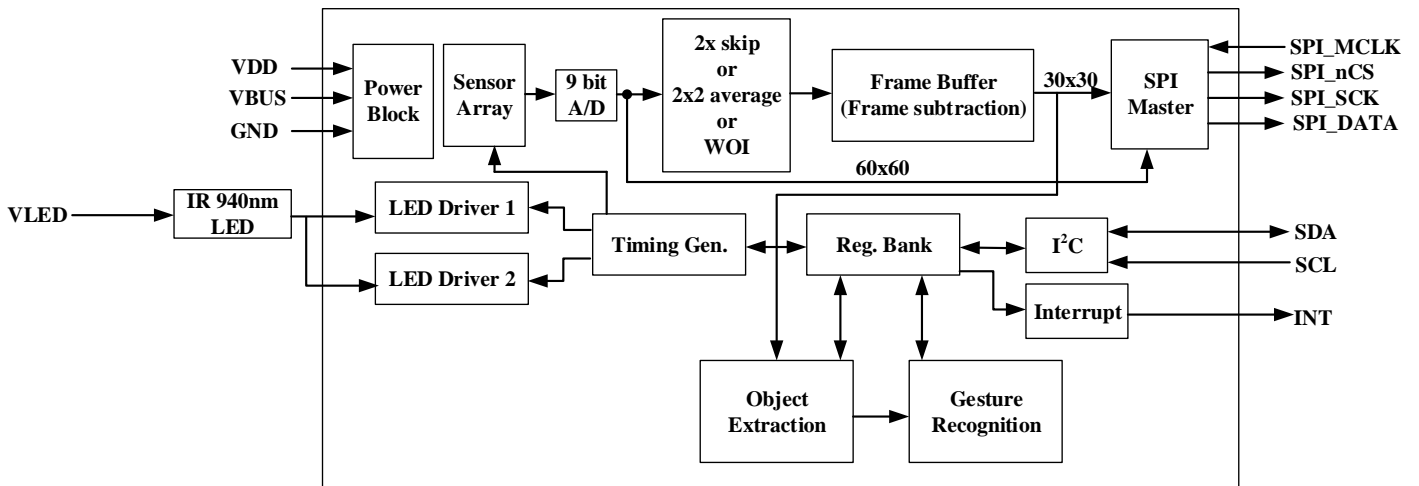 VDD
VBUS
GND
Power
Block
Sensor
Array
9 bit
A/D
2x skip
or
2x2 average
or
WOI
Frame Buffer
(Frame subtraction)
30x30
60x60
SPI
Master
SPI_MCLK
SPI_nCS
SPI_SCK
SPI_DATA
VLED
IR 940nm
LED
LED Driver 1
LED Driver 2
Timing Gen.
Reg. Bank
I²C
SDA
SCL
Interrupt
INT
Object
Extraction
Gesture
Recognition